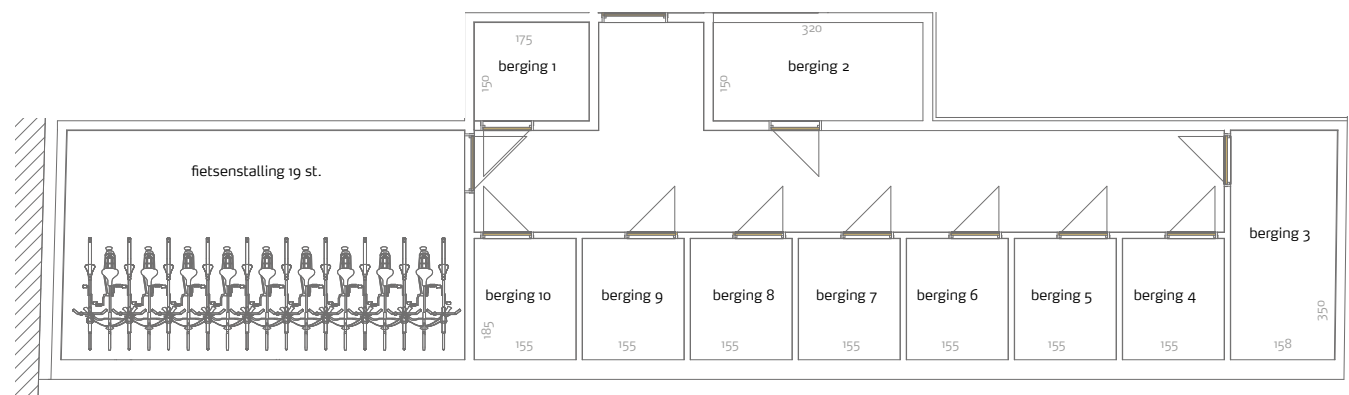 175
320
berging 1
berging 2
150
150
fietsenstalling 19 st.
berging 3
berging 10
berging 9
berging 8
berging 7
berging 6
berging 5
berging 4
185
350
155
155
155
155
155
155
155
158